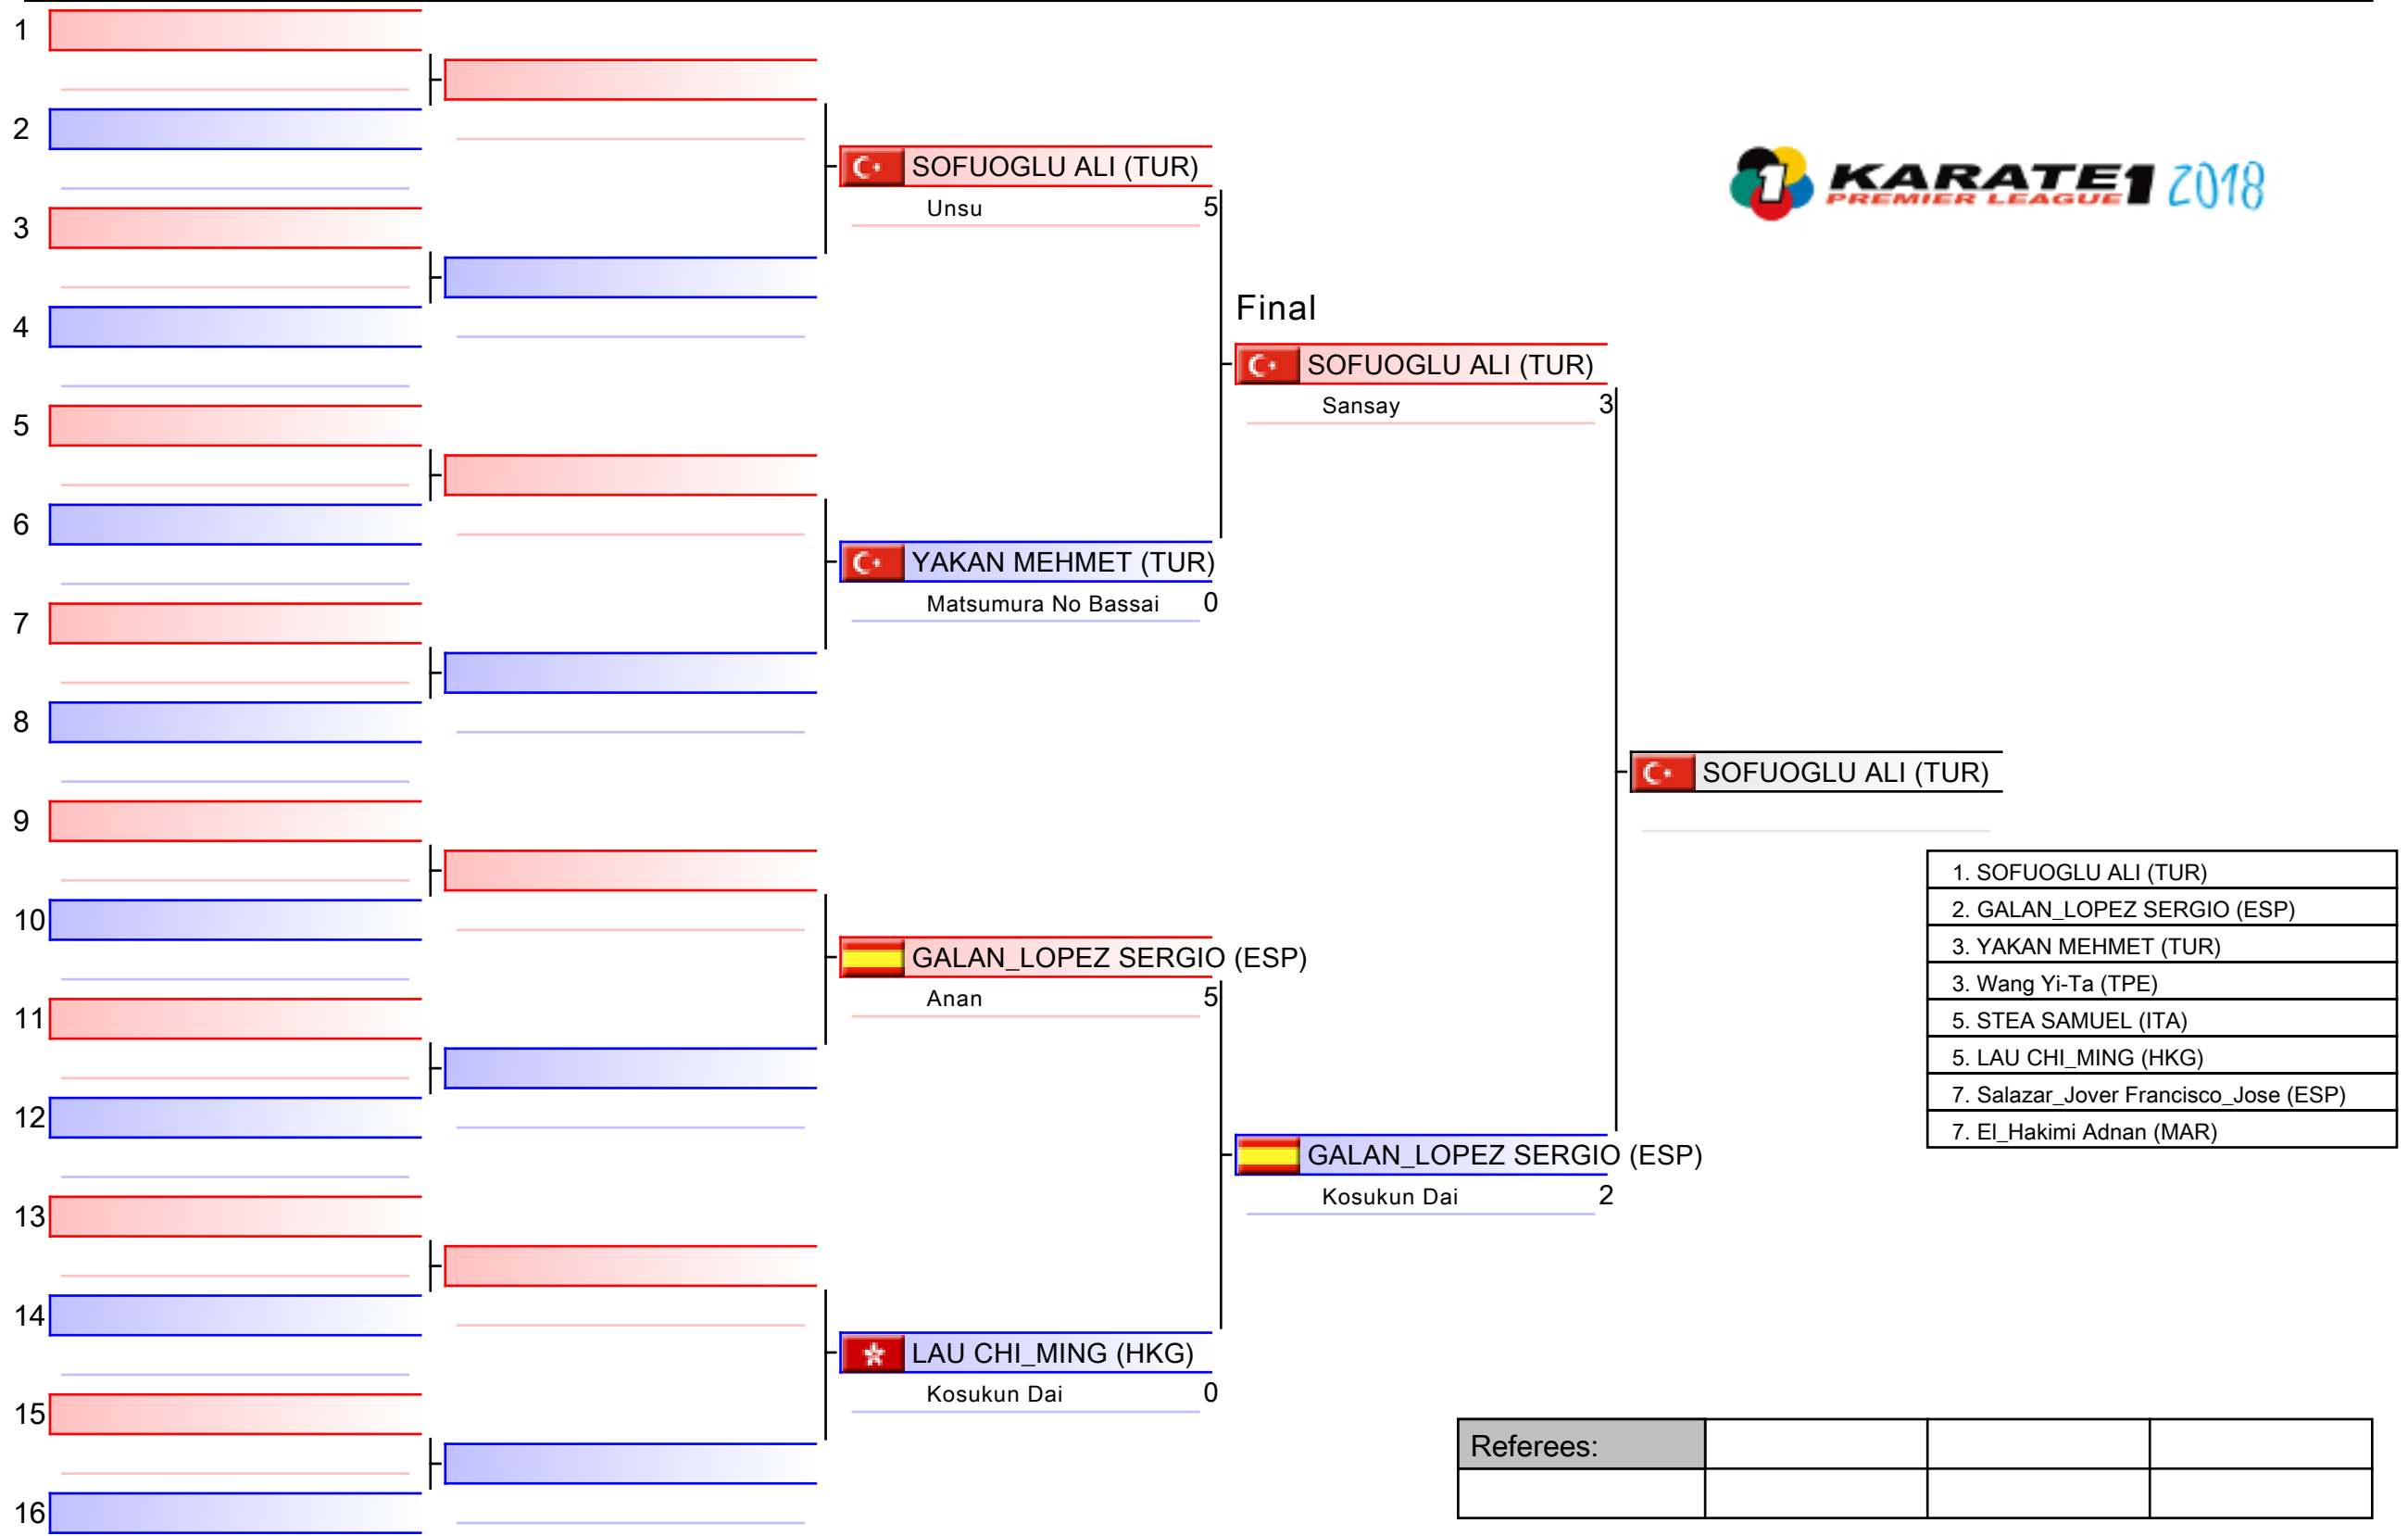 1
2
3
4
5
6
7
8
9
10
11
12
13
14
15
16
SOFUOGLU ALI (TUR)
Unsu 5
YAKAN MEHMET (TUR)
Matsumura No Bassai 0
GALAN_LOPEZ SERGIO (ESP)
Anan 5
LAU CHI_MING (HKG)
Kosukun Dai 0
Final
SOFUOGLU ALI (TUR)
Sansay 3
GALAN_LOPEZ SERGIO (ESP)
Kosukun Dai 2
SOFUOGLU ALI (TUR)
1 KARATE1 2018
PREMIER LEAGUE
1. SOFUOGLU ALI (TUR)
2. GALAN_LOPEZ SERGIO (ESP)
3. YAKAN MEHMET (TUR)
3. Wang Yi-Ta (TPE)
5. STEA SAMUEL (ITA)
5. LAU CHI_MING (HKG)
7. Salazar_Jover Francisco_Jose (ESP)
7. El_Hakimi Adnan (MAR)
Referees: